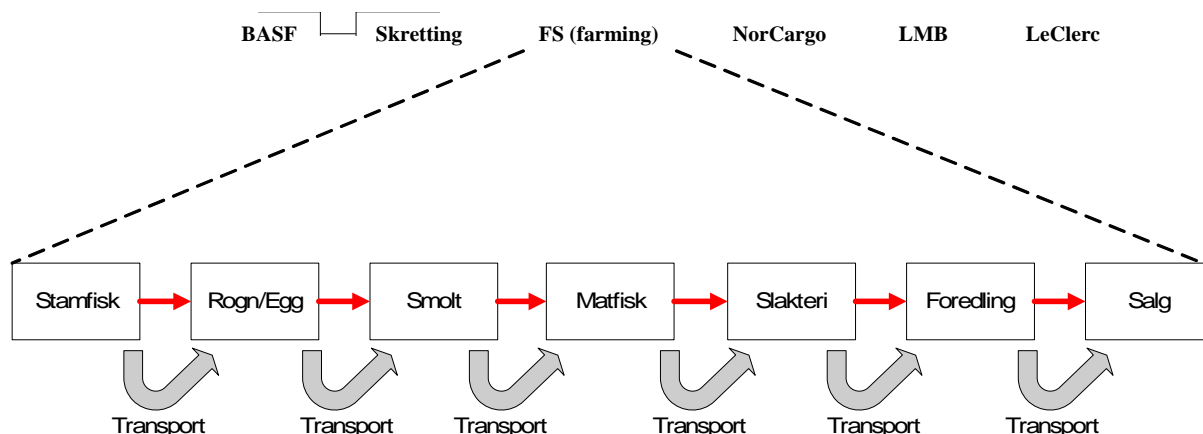 BASF Skretting FS (farming) NorCargo LMB LeClerc
Stamfisk Rogn/Egg Smolt Matfisk Slakteri Foredling Salg
Transport Transport Transport Transport Transport Transport